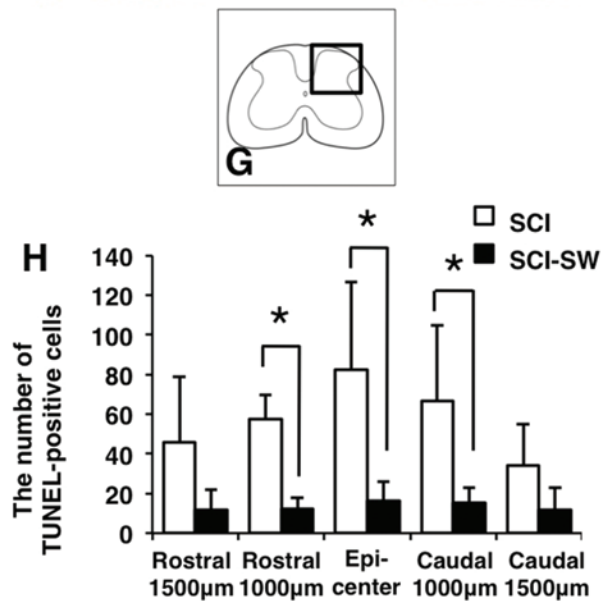 G
*
SCI
H
*
SCI-SW
*
The number of
TUNEL-positive cells
140
120
100
80
60
40
20
0
Rostral
1500µm
Rostral
1000µm
Epi-
center
Caudal
1000µm
Caudal
1500µm